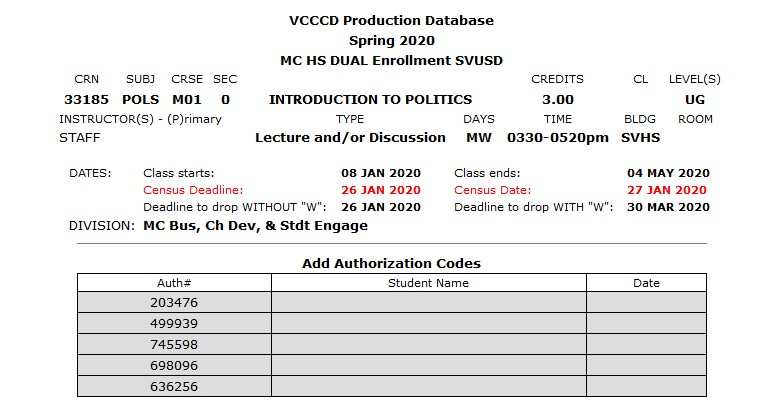 VCCCD Production Database
Spring 2020
MC HS DUAL Enrollment SVUSD
CRN SUBJ CRSE SEC CREDITS CL LEVEL(S)
33185 POLS M01 0 INTRODUCTION TO POLITICS 3.00 UG
INSTRUCTOR(S) - (P)rimary TYPE DAYS TIME BLDG ROOM
STAFF Lecture and/or Discussion MW 0330-0520pm SVHS
DATES: Class starts: 08 JAN 2020 Class ends: 04 MAY 2020
Census Deadline: 26 JAN 2020 Census Date: 27 JAN 2020
Deadline to drop WITHOUT "W": 26 JAN 2020 Deadline to drop WITH "W": 30 MAR 2020
DIVISION: MC Bus, Ch Dev, & Stdt Engage
Add Authorization Codes
Auth# Student Name Date
203476
499939
745598
698096
636256